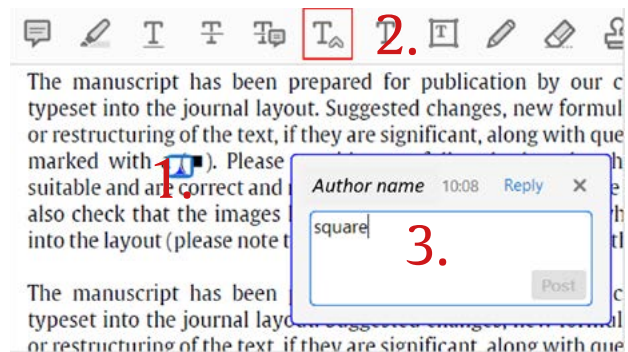 T T T T T T 2.
The manuscript has been prepared for publication by our c
typeset into the journal layout. Suggested changes, new formul
or restructuring of the text, if they are significant, along with que
marked with (■). Please
1.
suitable and are correct and
also check that the images
into the layout (please note t
Author name 10:08 Reply ×
square
3.
Post
The manuscript has been
typeset into the journal layo
or restructuring of the text, if they are significant, along with que